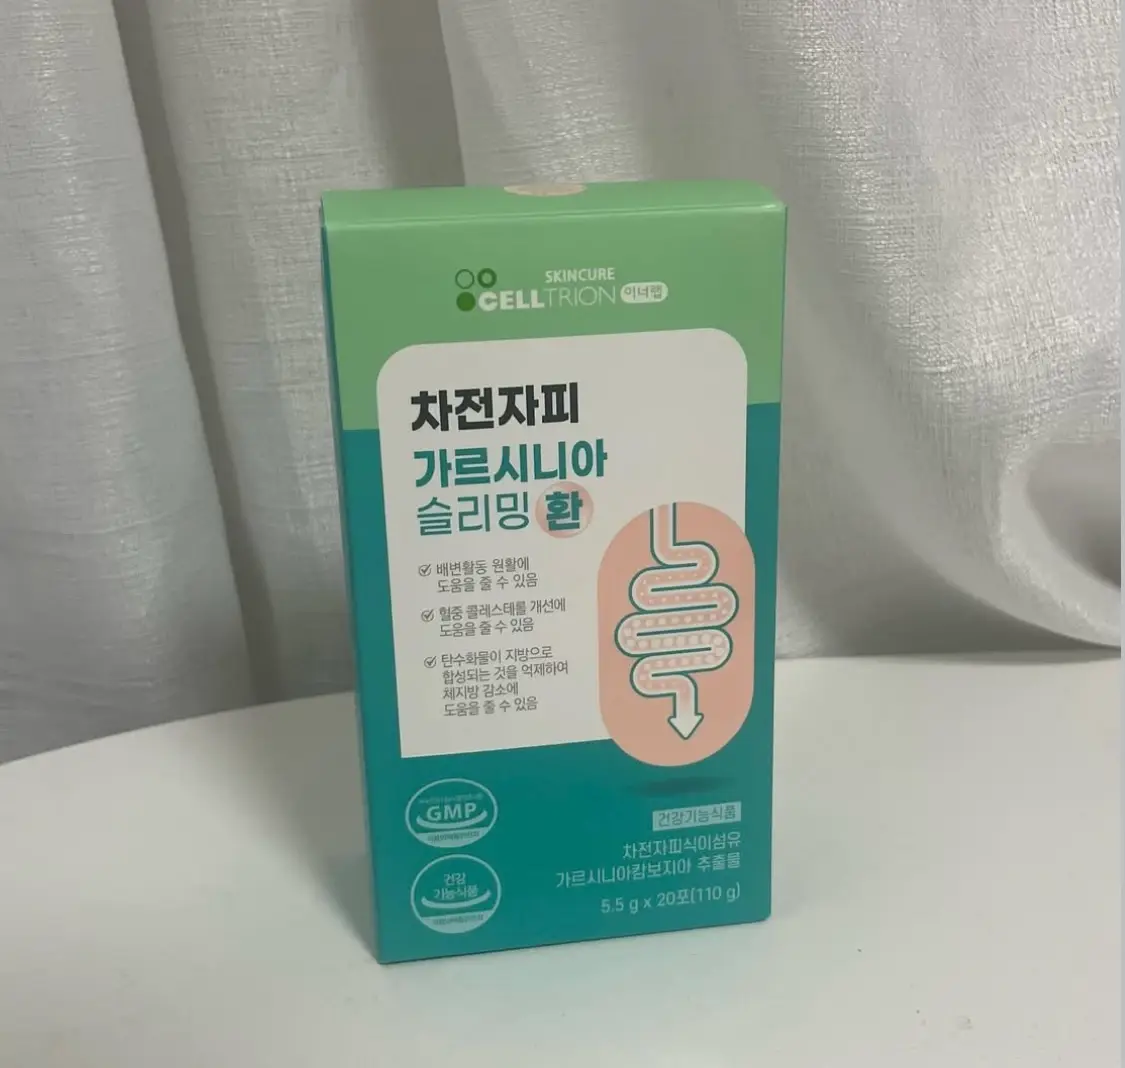 SKINCURE
CELLTRION 이너랩
차전자피
가르시니아
슬리밍 환
배변활동 원활에
도움을 줄 수 있음
혈중 콜레스테롤 개선에
도움을 줄 수 있음
탄수화물이 지방으로
합성되는 것을 억제하여
체지방 감소에
도움을 줄 수 있음
GMP
건강
기능식품
건강기능식품
차전자피식이섬유
가르시니아캄보지아 추출물
5.5 g x 20포(110 g)